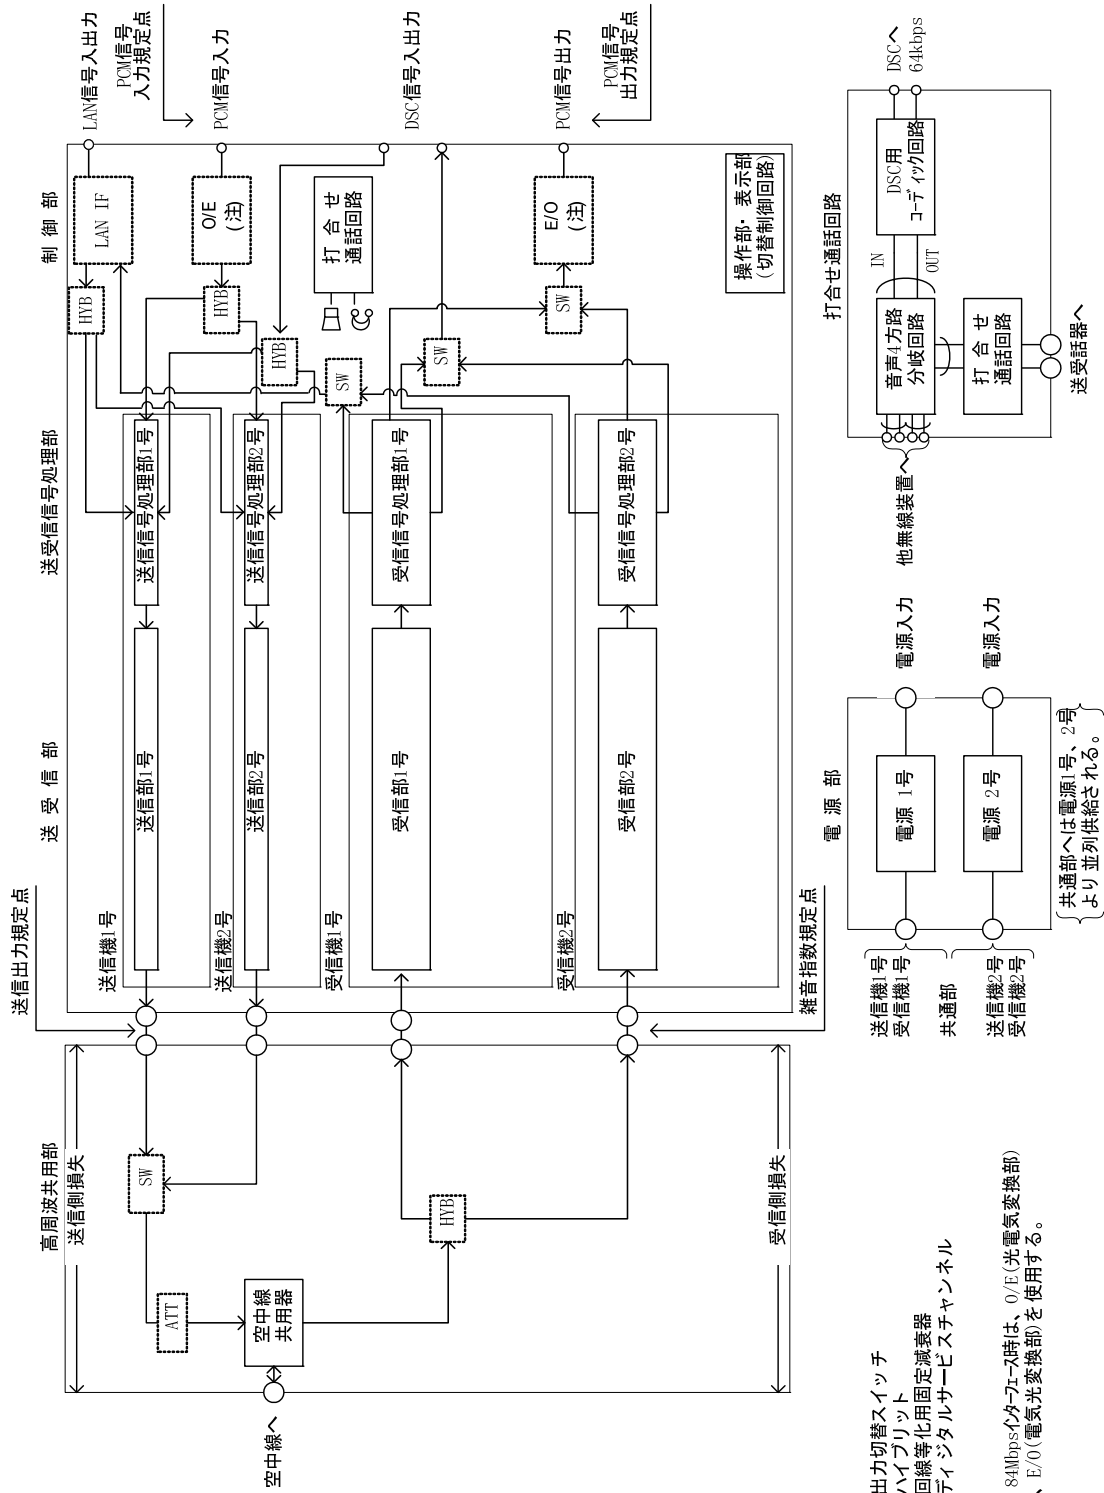 高周波共用部
送信側損失
送信出力規定点
送 受 信 部
送受信信号処理部
制 御 部
LAN信号入出力
PCM信号
入力規定点
PCM信号入力
DSC信号入出力
PCM信号出力
PCM信号
出力規定点
送信機1号
送信部1号
送信信号処理部1号
HYB
LAN IF
送信機2号
送信部2号
送信信号処理部2号
HYB
O/E
(注)
HYB
打 合 せ
通話回路
受信機1号
受信部1号
受信信号処理部1号
SW
SW
受信機2号
受信部2号
受信信号処理部2号
SW
E/O
(注)
操作部・表示部
(切替制御回路)
SW
ATT
空中線
共用器
HYB
空中線へ
受信側損失
雑音指数規定点
電 源 部
電源 1号
電源入力
電源 2号
電源入力
送信機1号
受信機1号
共通部
送信機2号
受信機2号
共通部へは電源1号、2号
より並列供給される。
打合せ通話回路
他無線装置へ
音声4方路
分岐回路
IN
OUT
DSC用
コーディック回路
DSCへ
64kbps
打 合 せ
通話回路
送受話器へ
出力切替スイッチ
ハイブリット
回線等化用固定減衰器
ディジタルサービスチャンネル
84Mbpsインターフェース時は、O/E(光電気変換部)
、E/O(電気光変換部)を使用する。